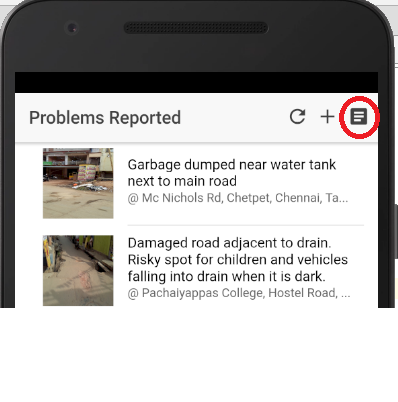 Problems Reported
Garbage dumped near water tank
next to main road
@ Mc Nichols Rd, Chetpet, Chennai, Ta...
Damaged road adjacent to drain.
Risky spot for children and vehicles
falling into drain when it is dark.
@ Pachaiyappas College, Hostel Road, ...